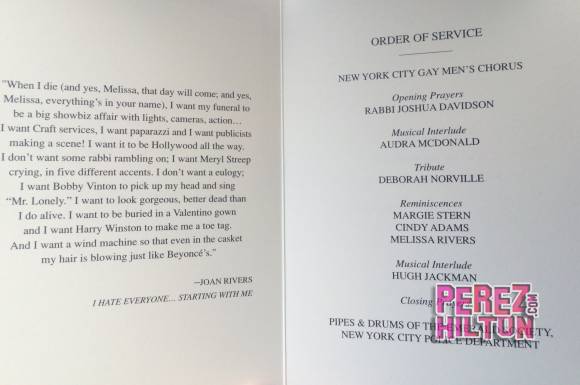 "When I die (and yes, Melissa, that day will come; and yes,
Melissa, everything's in your name), I want my funeral to
be a big showbiz affair with lights, cameras, action…
I want Craft services, I want paparazzi and I want publicists
making a scene! I want it to be Hollywood all the way.
I don't want some rabbi rambling on; I want Meryl Streep
crying, in five different accents. I don't want a eulogy;
I want Bobby Vinton to pick up my head and sing
"Mr. Lonely." I want to look gorgeous, better dead than
I do alive. I want to be buried in a Valentino gown
and I want Harry Winston to make me a toe tag.
And I want a wind machine so that even in the casket
my hair is blowing just like Beyoncé's."
–JOAN RIVERS
I HATE EVERYONE... STARTING WITH ME
ORDER OF SERVICE
NEW YORK CITY GAY MEN'S CHORUS
Opening Prayers
RABBI JOSHUA DAVIDSON
Musical Interlude
AUDRA MCDONALD
Tribute
DEBORAH NORVILLE
Reminiscences
MARGIE STERN
CINDY ADAMS
MELISSA RIVERS
Musical Interlude
HUGH JACKMAN
Closing
PIPES & DRUMS OF THE SOCIETY,
NEW YORK CITY POLICE DEPARTMENT
PEREZ
HILTON
.COM